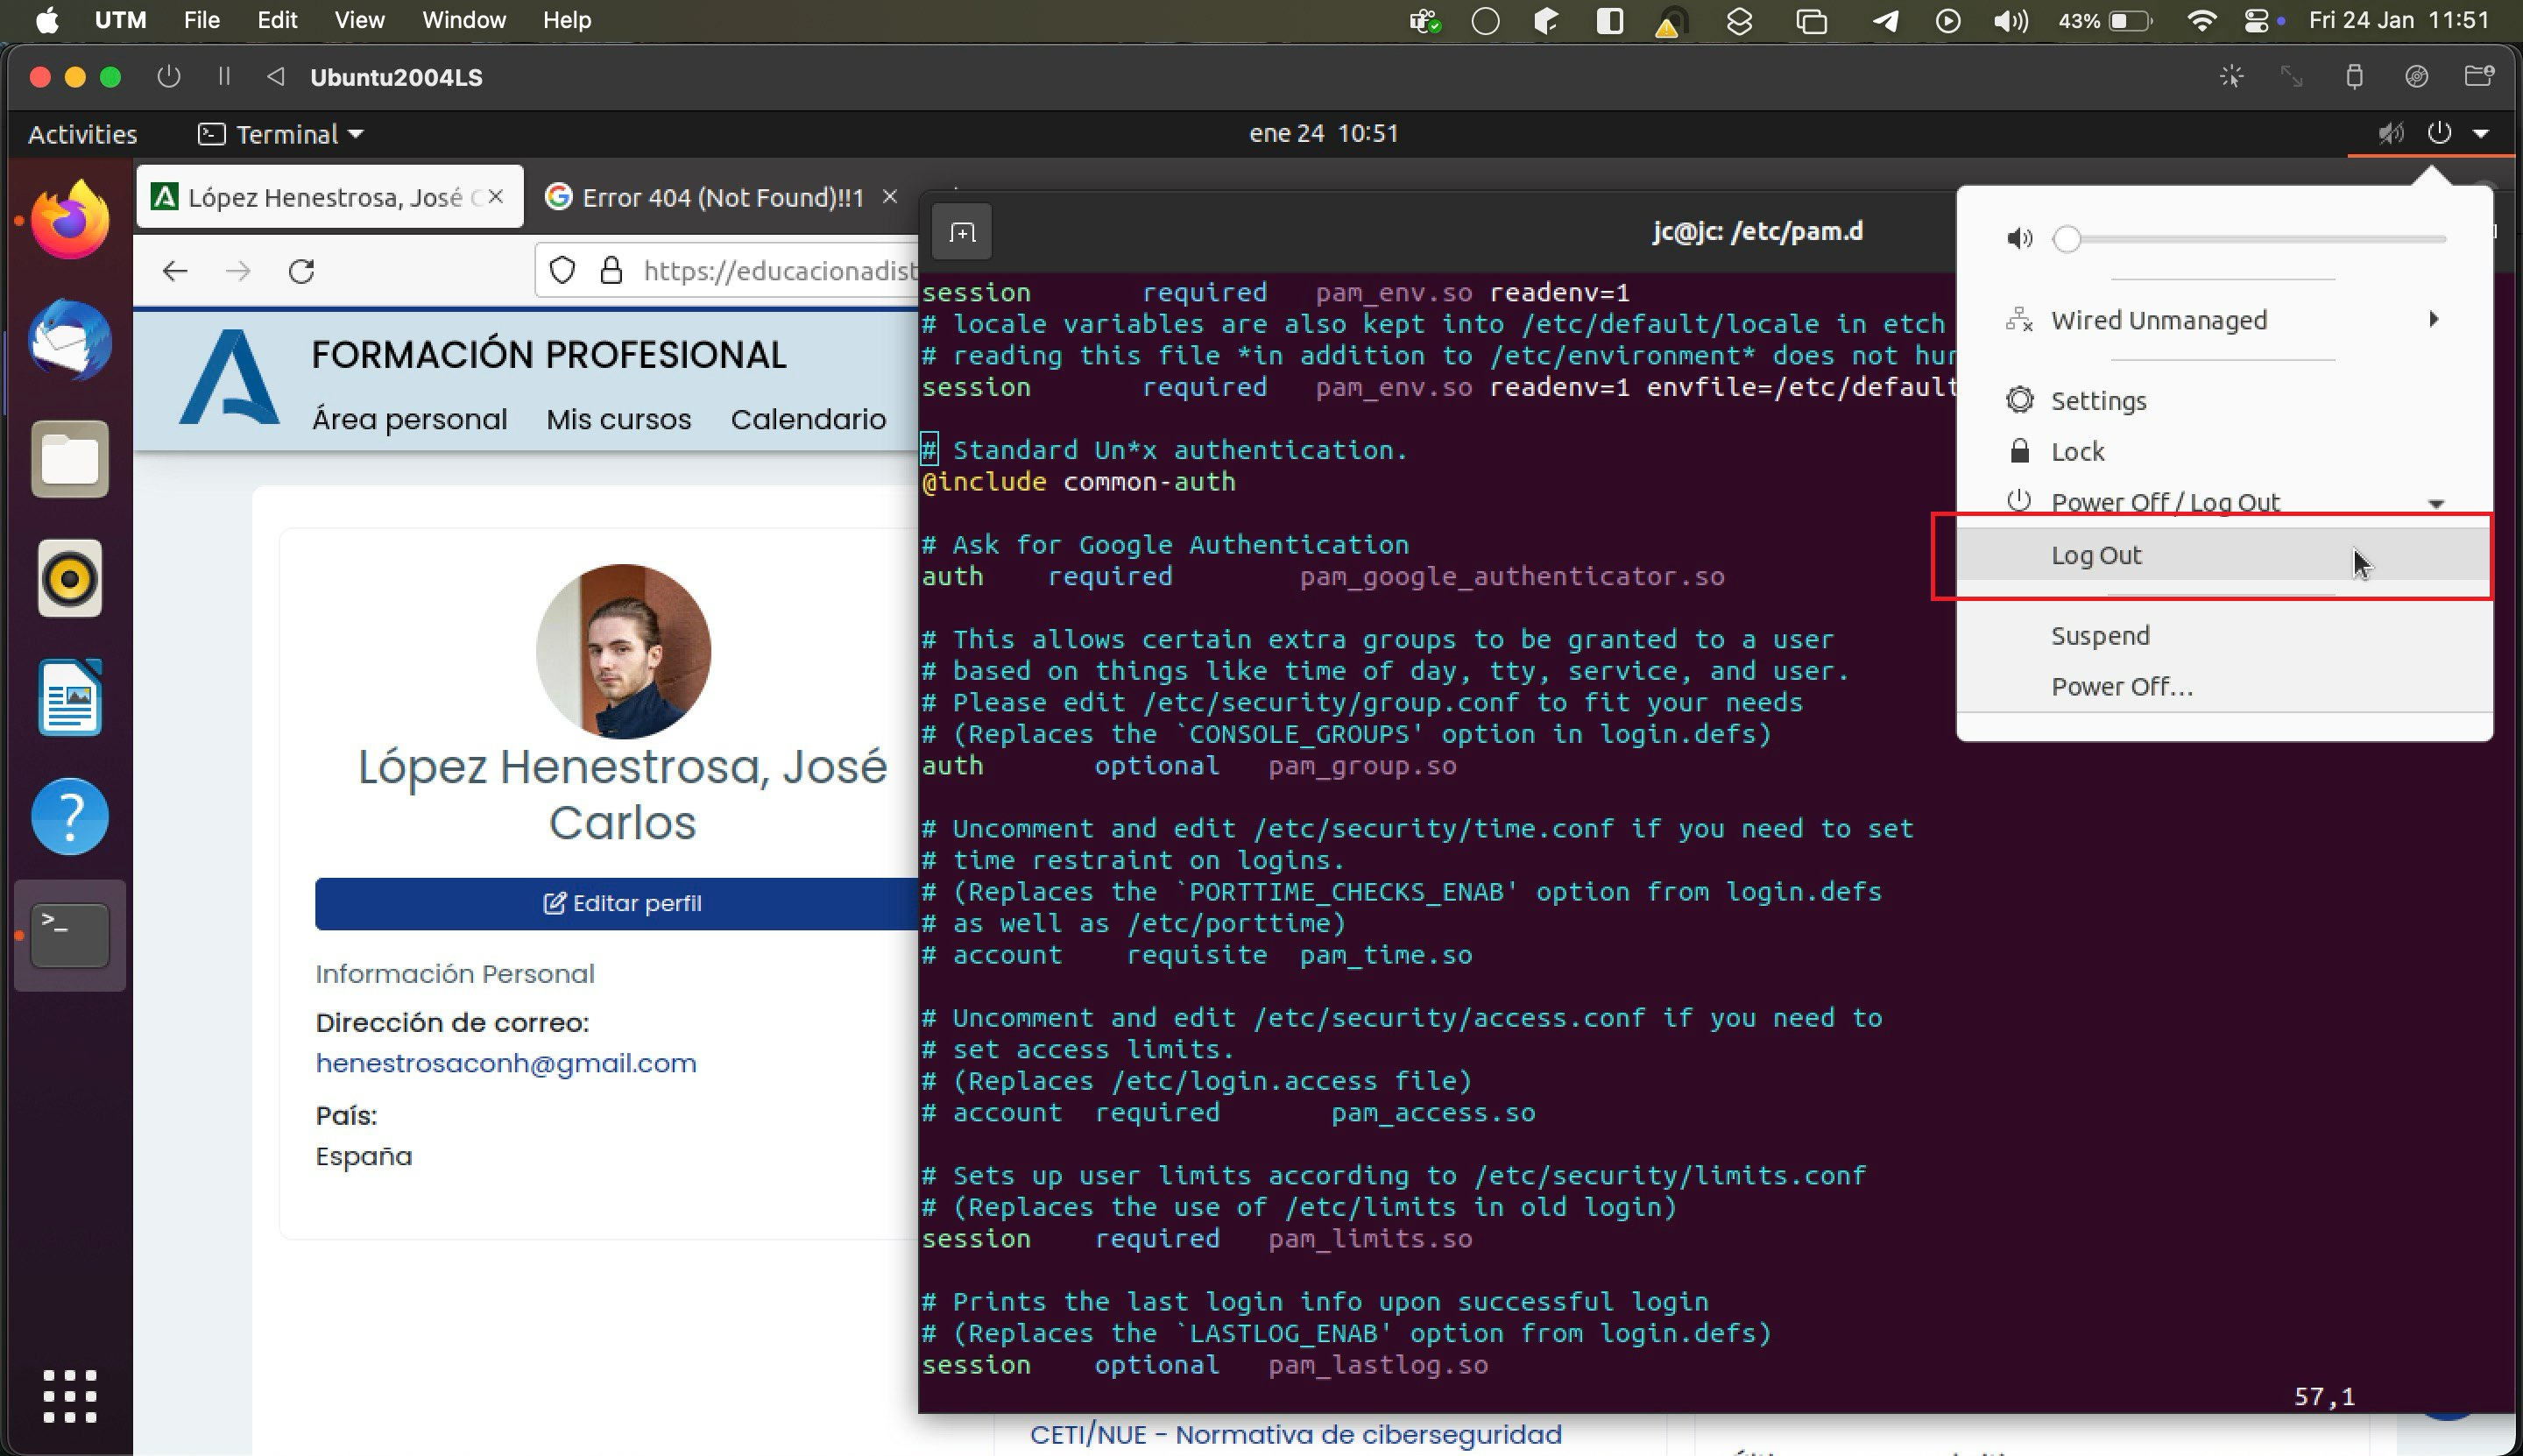 UTM File Edit View Window Help 43% Fri 24 Jan 11:51
Ubuntu2004LS
Activities Terminal ene 24 10:51
López Henestrosa, José Error 404 (Not Found)!!1
https://educacionadist
FORMACIÓN PROFESIONAL
Área personal Mis cursos Calendario
López Henestrosa, José
Carlos
Editar perfil
Información Personal
Dirección de correo:
henestrosaconh@gmail.com
País:
España
jc@jc: /etc/pam.d
session required pam_env.so readenv=1
# locale variables are also kept into /etc/default/locale in etch
# reading this file *in addition to /etc/environment* does not hur
session required pam_env.so readenv=1 envfile=/etc/default
# Standard Un*x authentication.
@include common-auth
# Ask for Google Authentication
auth required pam_google_authenticator.so
# This allows certain extra groups to be granted to a user
# based on things like time of day, tty, service, and user.
# Please edit /etc/security/group.conf to fit your needs
# (Replaces the `CONSOLE_GROUPS' option in login.defs)
auth optional pam_group.so
# Uncomment and edit /etc/security/time.conf if you need to set
# time restraint on logins.
# (Replaces the `PORTTIME_CHECKS_ENAB' option from login.defs
# as well as /etc/porttime)
# account requisite pam_time.so
# Uncomment and edit /etc/security/access.conf if you need to
# set access limits.
# (Replaces /etc/login.access file)
# account required pam_access.so
# Sets up user limits according to /etc/security/limits.conf
# (Replaces the use of /etc/limits in old login)
session required pam_limits.so
# Prints the last login info upon successful login
# (Replaces the `LASTLOG_ENAB' option from login.defs)
session optional pam_lastlog.so
57,1
Wired Unmanaged
Settings
Lock
Power Off / Log Out
Log Out
Suspend
Power Off...
CETI/NUE - Normativa de ciberseguridad